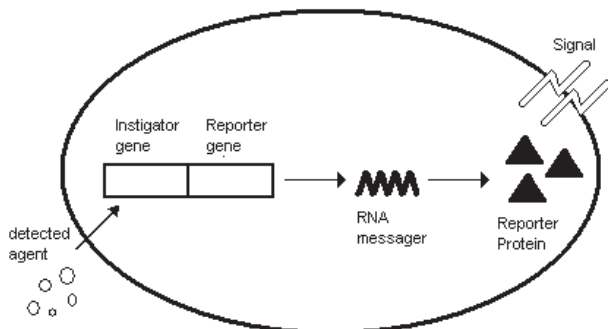 Signal
Instigator
gene
Reporter
gene
detected
agent
RNA
messager
Reporter
Protein